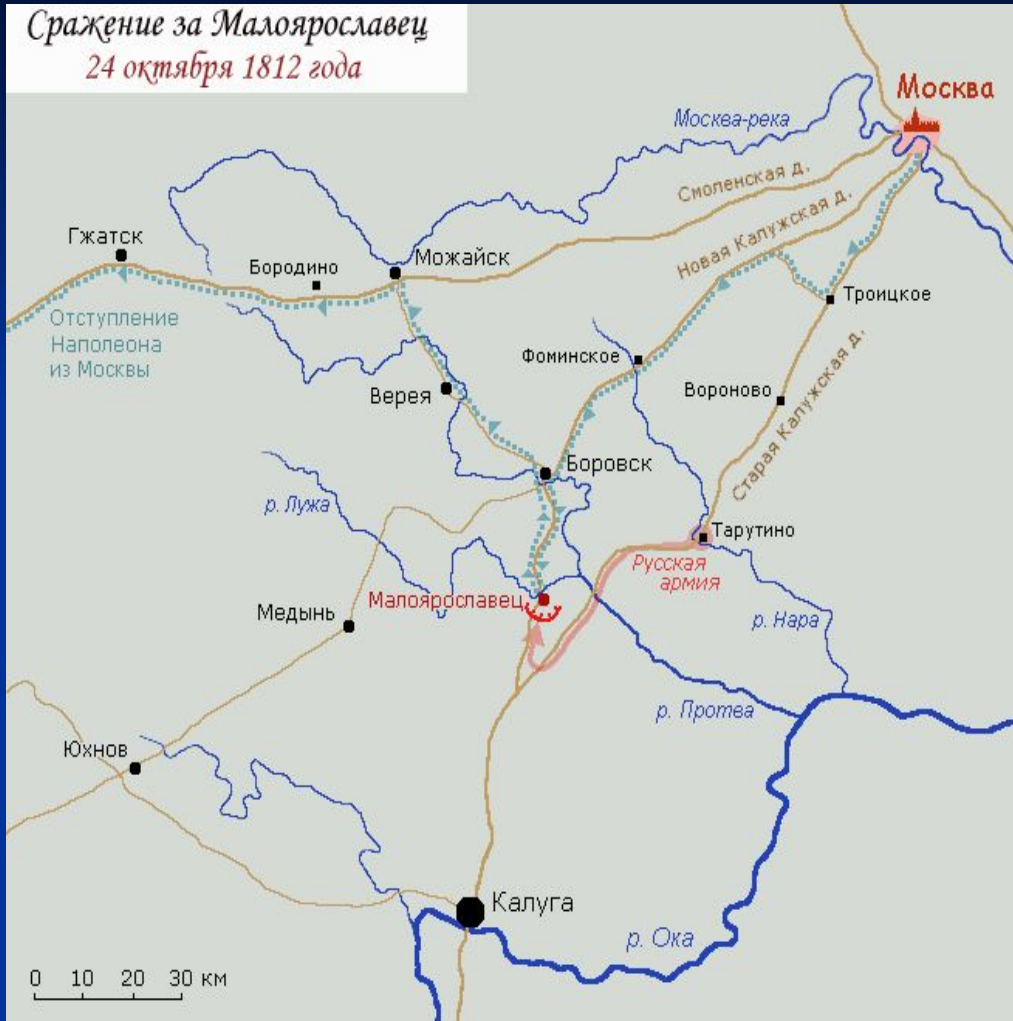 Сражение за Малоярославец
24 октября 1812 года
Москва
Москва-река
Смоленская д.
Новая Калужская д.
Гжатск
Бородино
Можайск
Троицкое
Отступление
Наполеона
из Москвы
Фоминское
Верея
Вороново
Старая Калужская д.
Боровск
р. Лужа
Тарутино
Русская
армия
Малоярославец
Медынь
р. Нара
р. Протва
Юхнов
Калуга
р. Ока
0 10 20 30 км